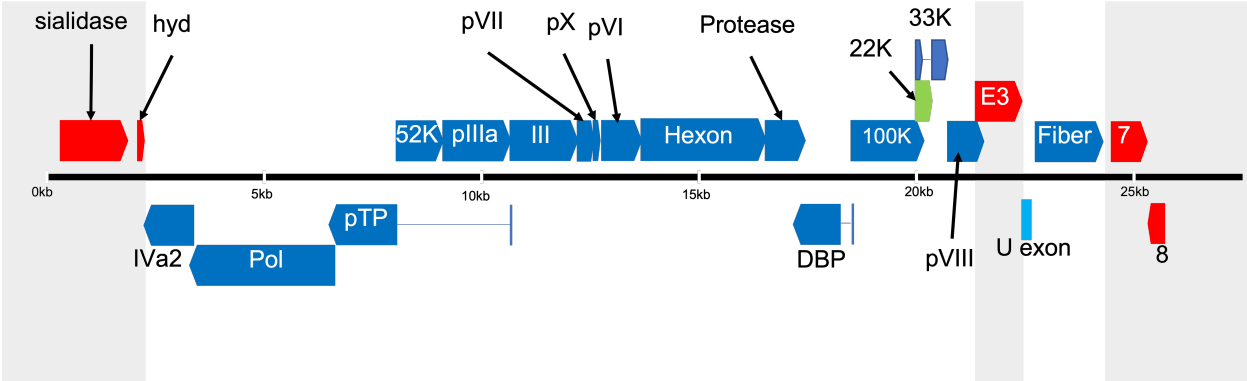 sialidase
hyd
pVII
pX
pVI
Protease
33K
22K
E3
52K
pIIIa
III
Hexon
100K
Fiber
7
0kb
5kb
10kb
15kb
20kb
25kb
pTP
IVa2
Pol
DBP
pVIII
U exon
8